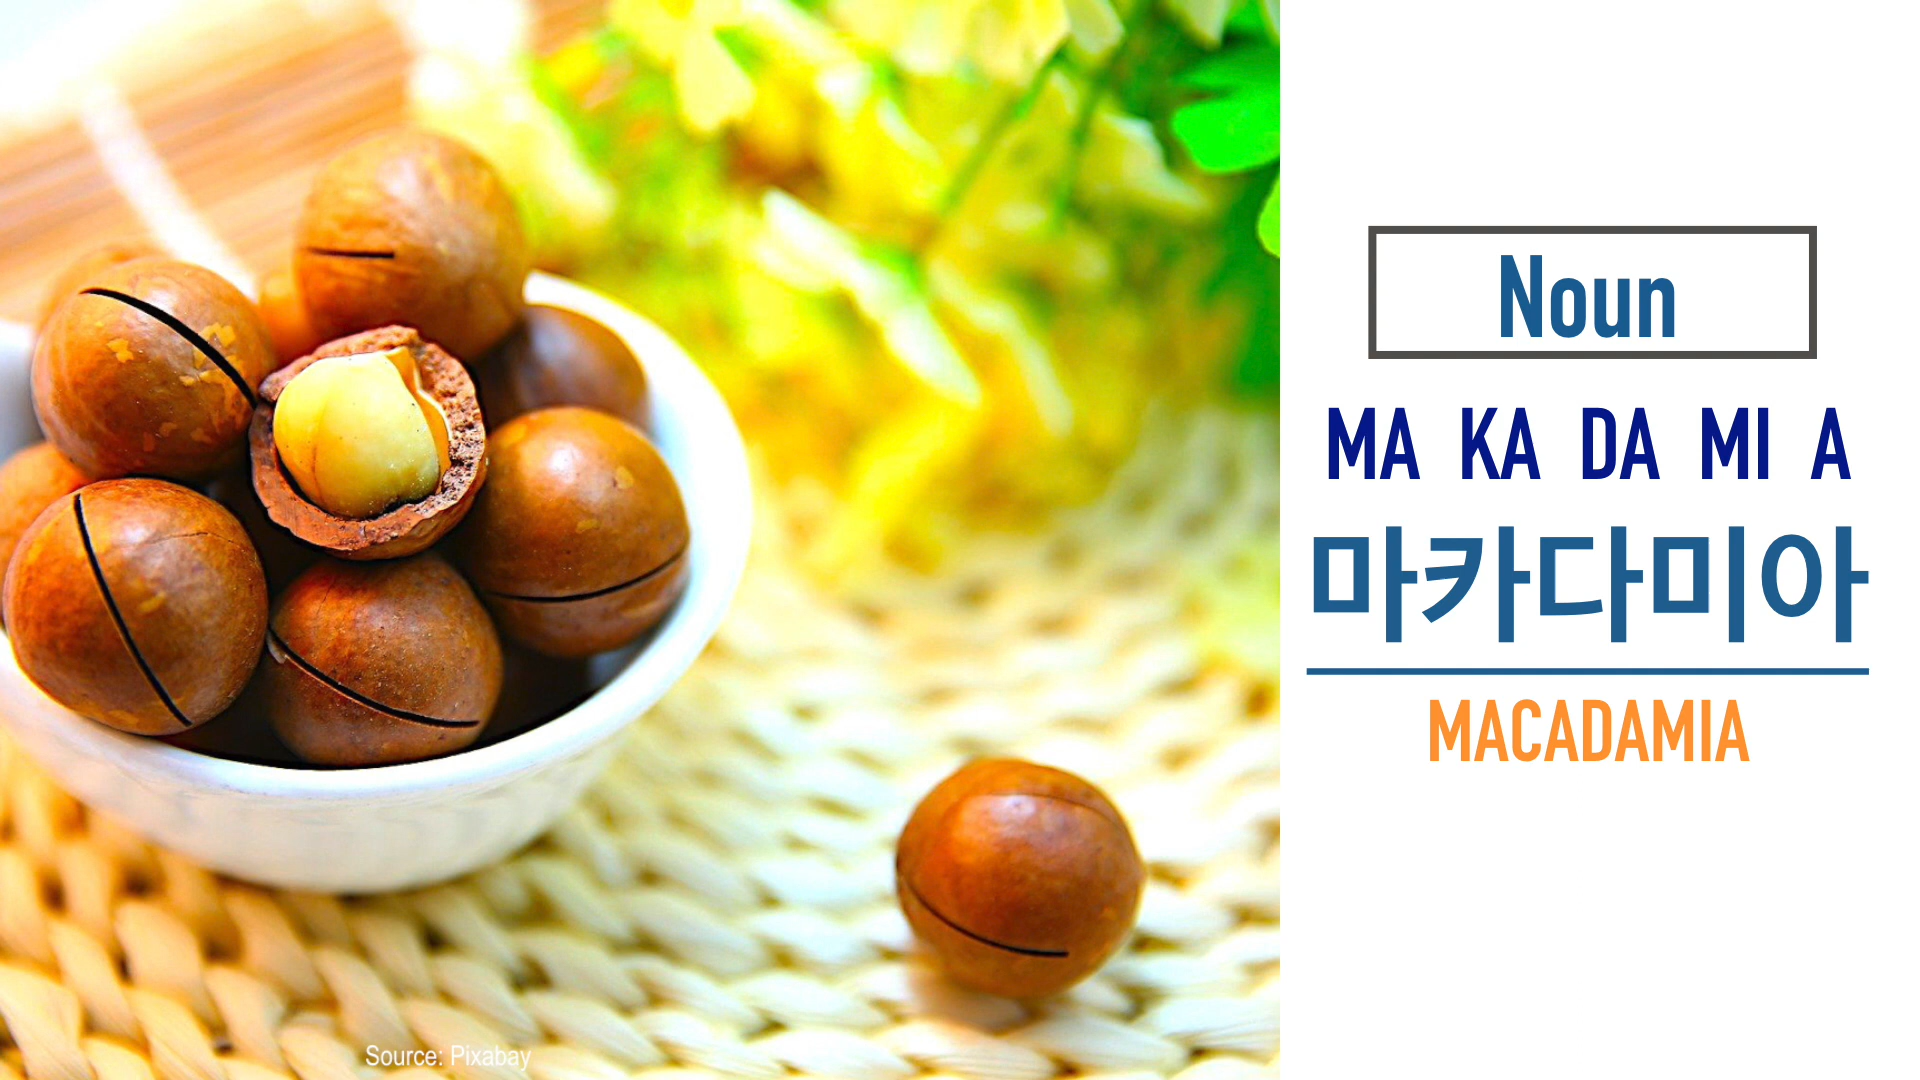 Noun
MA KA DA MI A
마카다미아
MACADAMIA
Source: Pixabay